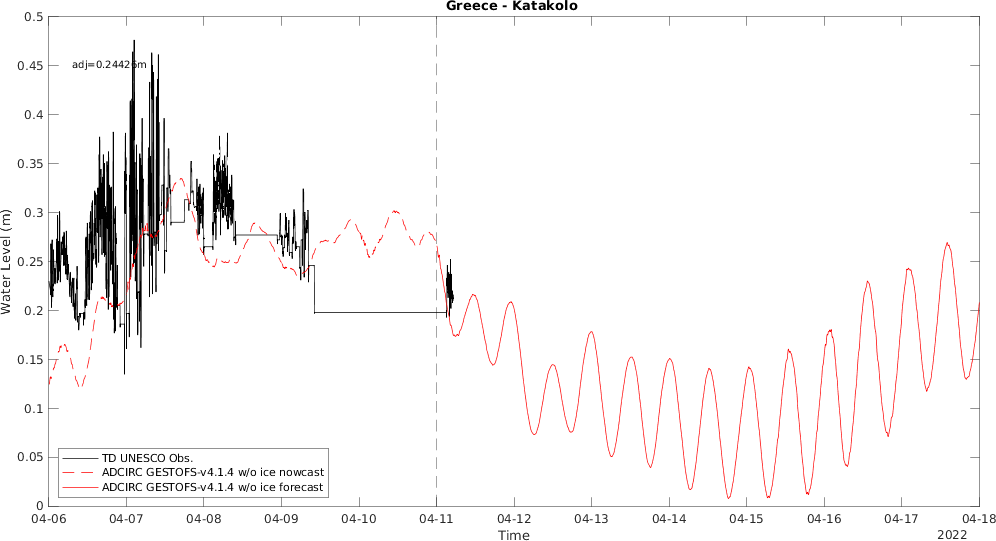 Greece - Katakolo
0.5
0.45
0.4
0.35
0.3
0.25
0.2
0.15
0.1
0.05
0
Water Level (m)
adj=0.24426m
TD UNESCO Obs.
ADCIRC GESTOFS-v4.1.4 w/o ice nowcast
ADCIRC GESTOFS-v4.1.4 w/o ice forecast
04-06 04-07 04-08 04-09 04-10 04-11 04-12 04-13 04-14 04-15 04-16 04-17 04-18
Time
2022